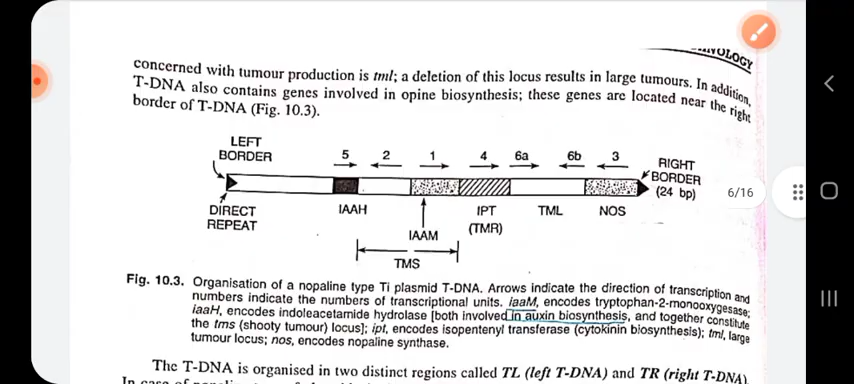 concerned with tumour production is tml; a deletion of this locus results in large tumours. In addition,
T-DNA also contains genes involved in opine biosynthesis; these genes are located near the right
border of T-DNA (Fig. 10.3).
LEFT
BORDER
5 2 1 4 6a 6b 3
RIGHT
BORDER
(24 bp)
6/16
DIRECT
REPEAT
IAAH
IAAM
IPT
(TMR)
TML
NOS
TMS
Fig. 10.3. Organisation of a nopaline type Ti plasmid T-DNA. Arrows indicate the direction of transcription and
numbers indicate the numbers of transcriptional units. iaaM, encodes tryptophan-2-monooxygesase;
iaaH, encodes indoleacetamide hydrolase [both involved in auxin biosynthesis, and together constitute
the tms (shooty tumour) locus]; ipt, encodes isopentenyl transferase (cytokinin biosynthesis); tml, large
tumour locus; nos, encodes nopaline synthase.
The T-DNA is organised in two distinct regions called TL (left T-DNA) and TR (right T-DNA).